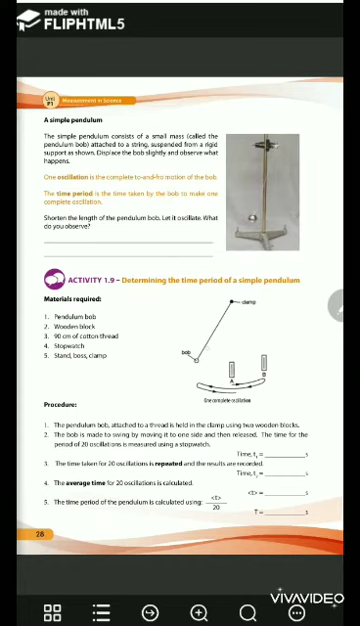 made with
FLIPHTML5
Unit
P1
Measurement in Science
A simple pendulum
The simple pendulum consists of a small mass (called the
pendulum bob) attached to a string, suspended from a rigid
support as shown. Displace the bob slightly and observe what
happens.
One oscillation is the complete to-and-fro motion of the bob.
The time period is the time taken by the bob to make one
complete oscillation.
Shorten the length of the pendulum bob. Let it oscillate. What
do you observe?
ACTIVITY 1.9 – Determining the time period of a simple pendulum
Materials required:
1. Pendulum bob
2. Wooden block
3. 90 cm of cotton thread
4. Stopwatch
5. Stand, boss, clamp
clamp
bob
A
B
One complete oscillation
Procedure:
1. The pendulum bob, attached to a thread is held in the clamp using two wooden blocks.
2. The bob is made to swing by moving it to one side and then released. The time for the
period of 20 oscillations is measured using a stopwatch.
Time, t₁ = ________ s
3. The time taken for 20 oscillations is repeated and the results are recorded.
Time, t₂ = ________ s
4. The average time for 20 oscillations is calculated.
<t> = ________ s
5. The time period of the pendulum is calculated using: <t>
20
T = ________ s
28
VIVAVIDEO